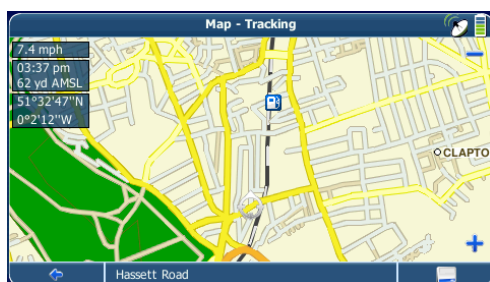 Map - Tracking
7.4 mph
03:37 pm
62 yd AMSL
51°32'47"N
0°2'12"W
CLAPTO
Hassett Road